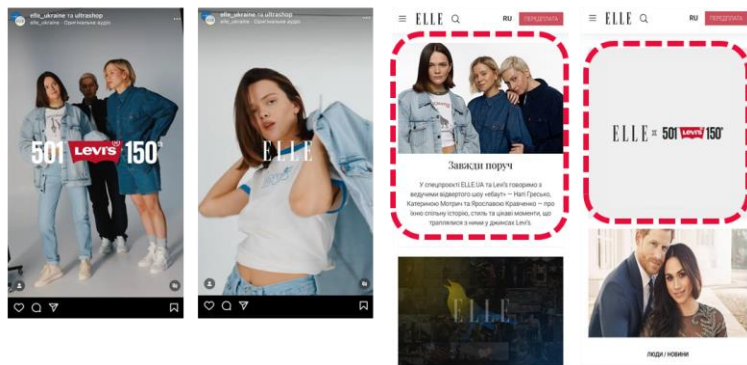 elle_ukraine та ultrashop
elle_ukraine · Оригінальне аудіо
501 Levi's 150
elle_ukraine та ultrashop
elle_ukraine · Оригінальне аудіо
ELLE
ELLE
RU
ПЕРЕДПЛАТА
Завжди поруч
У спецпроєкті ELLE.UA та Levi's говоримо з
ведучими відвертого шоу «ебаут» — Наті Гресько,
Катериною Мотрич та Ярославою Кравченко — про
їхню спільну історію, стиль та цікаві моменти, що
траплялися з ними у джинсах Levi's.
ELLE
ELLE
RU
ПЕРЕДПЛАТА
ELLE × 501 Levi's 150
ЛЮДИ / НОВИНИ